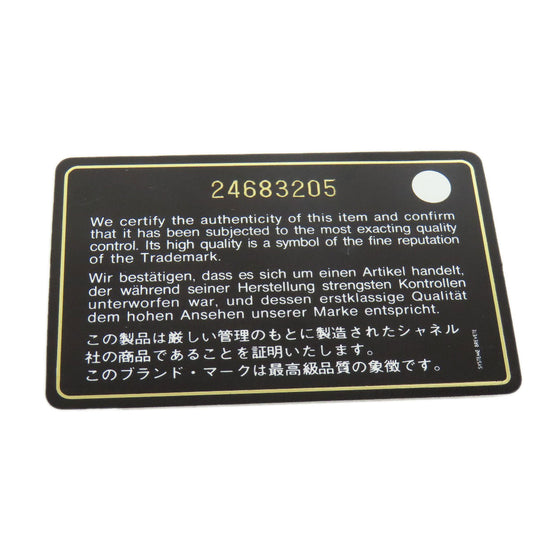 24683205
We certify the authenticity of this item and confirm
that it has been subjected to the most exacting quality
control. Its high quality is a symbol of the fine reputation
of the Trademark.
Wir bestätigen, dass es sich um einen Artikel handelt,
der während seiner Herstellung strengsten Kontrollen
unterworfen war, und dessen erstklassige Qualität
dem hohen Ansehen unserer Marke entspricht.
この製品は厳しい管理のもとに製造されたシャネル
社の商品であることを証明いたします。
このブランド・マークは最高級品質の象徴です。
SYSTEME BREVETE